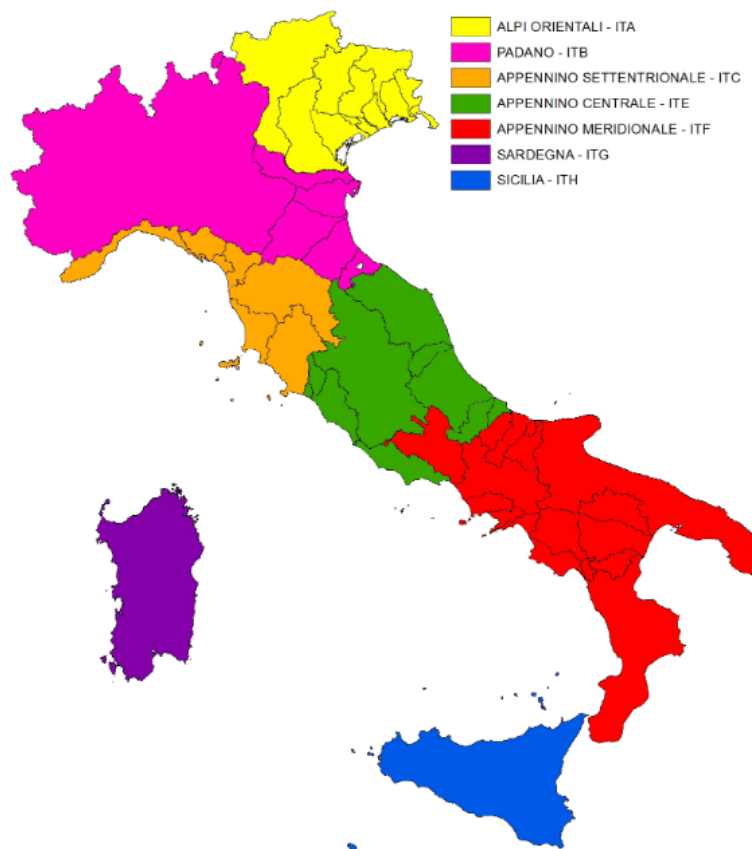 ALPI ORIENTALI - ITA
PADANO - ITB
APPENNINO SETTENTRIONALE - ITC
APPENNINO CENTRALE - ITE
APPENNINO MERIDIONALE - ITF
SARDEGNA - ITG
SICILIA - ITH